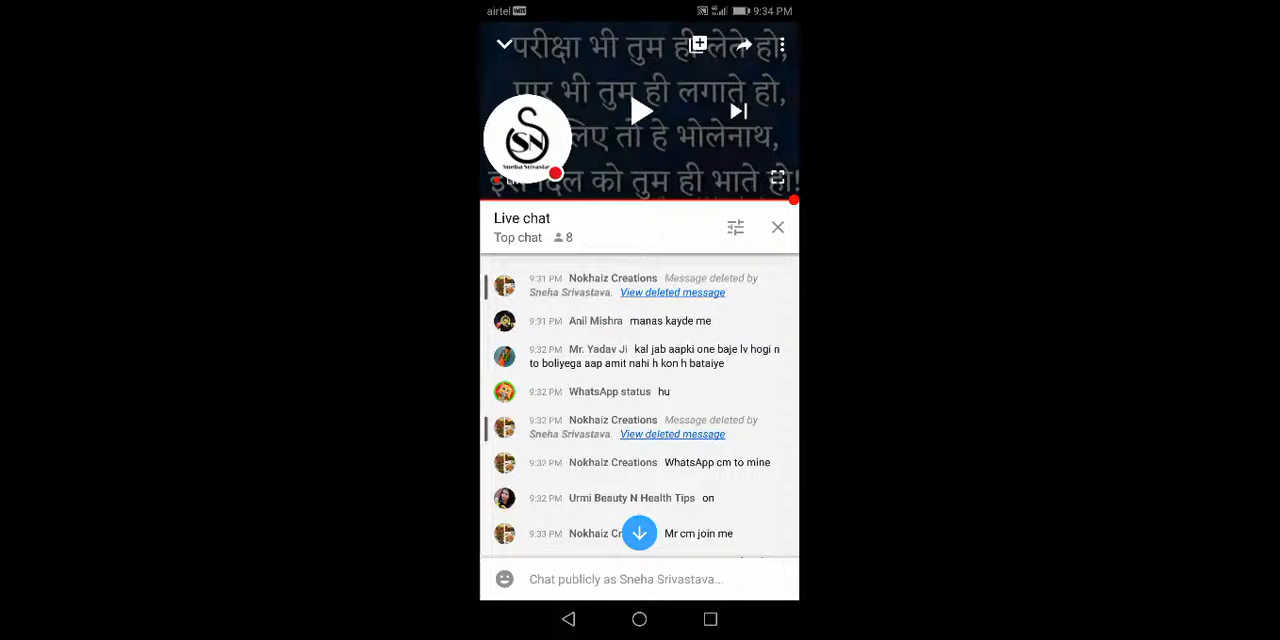 airtel
9:34 PM
परीक्षा भी तुम ही लेते हो,
पार भी तुम ही लगाते हो,
लिए तो हे भोलेनाथ,
SN
Sneha Srivastava
दिल को तुम ही भाते हो!
Live chat
Top chat 8
9:31 PM Nokhaiz Creations Message deleted by
Sneha Srivastava. View deleted message
9:31 PM Anil Mishra manas kayde me
9:32 PM Mr. Yadav Ji kal jab aapki one baje lv hogi n
to boliyega aap amit nahi h kon h bataiye
9:32 PM WhatsApp status hu
9:32 PM Nokhaiz Creations Message deleted by
Sneha Srivastava. View deleted message
9:32 PM Nokhaiz Creations WhatsApp cm to mine
9:32 PM Urmi Beauty N Health Tips on
9:33 PM Nokhaiz Cr Mr cm join me
Chat publicly as Sneha Srivastava...